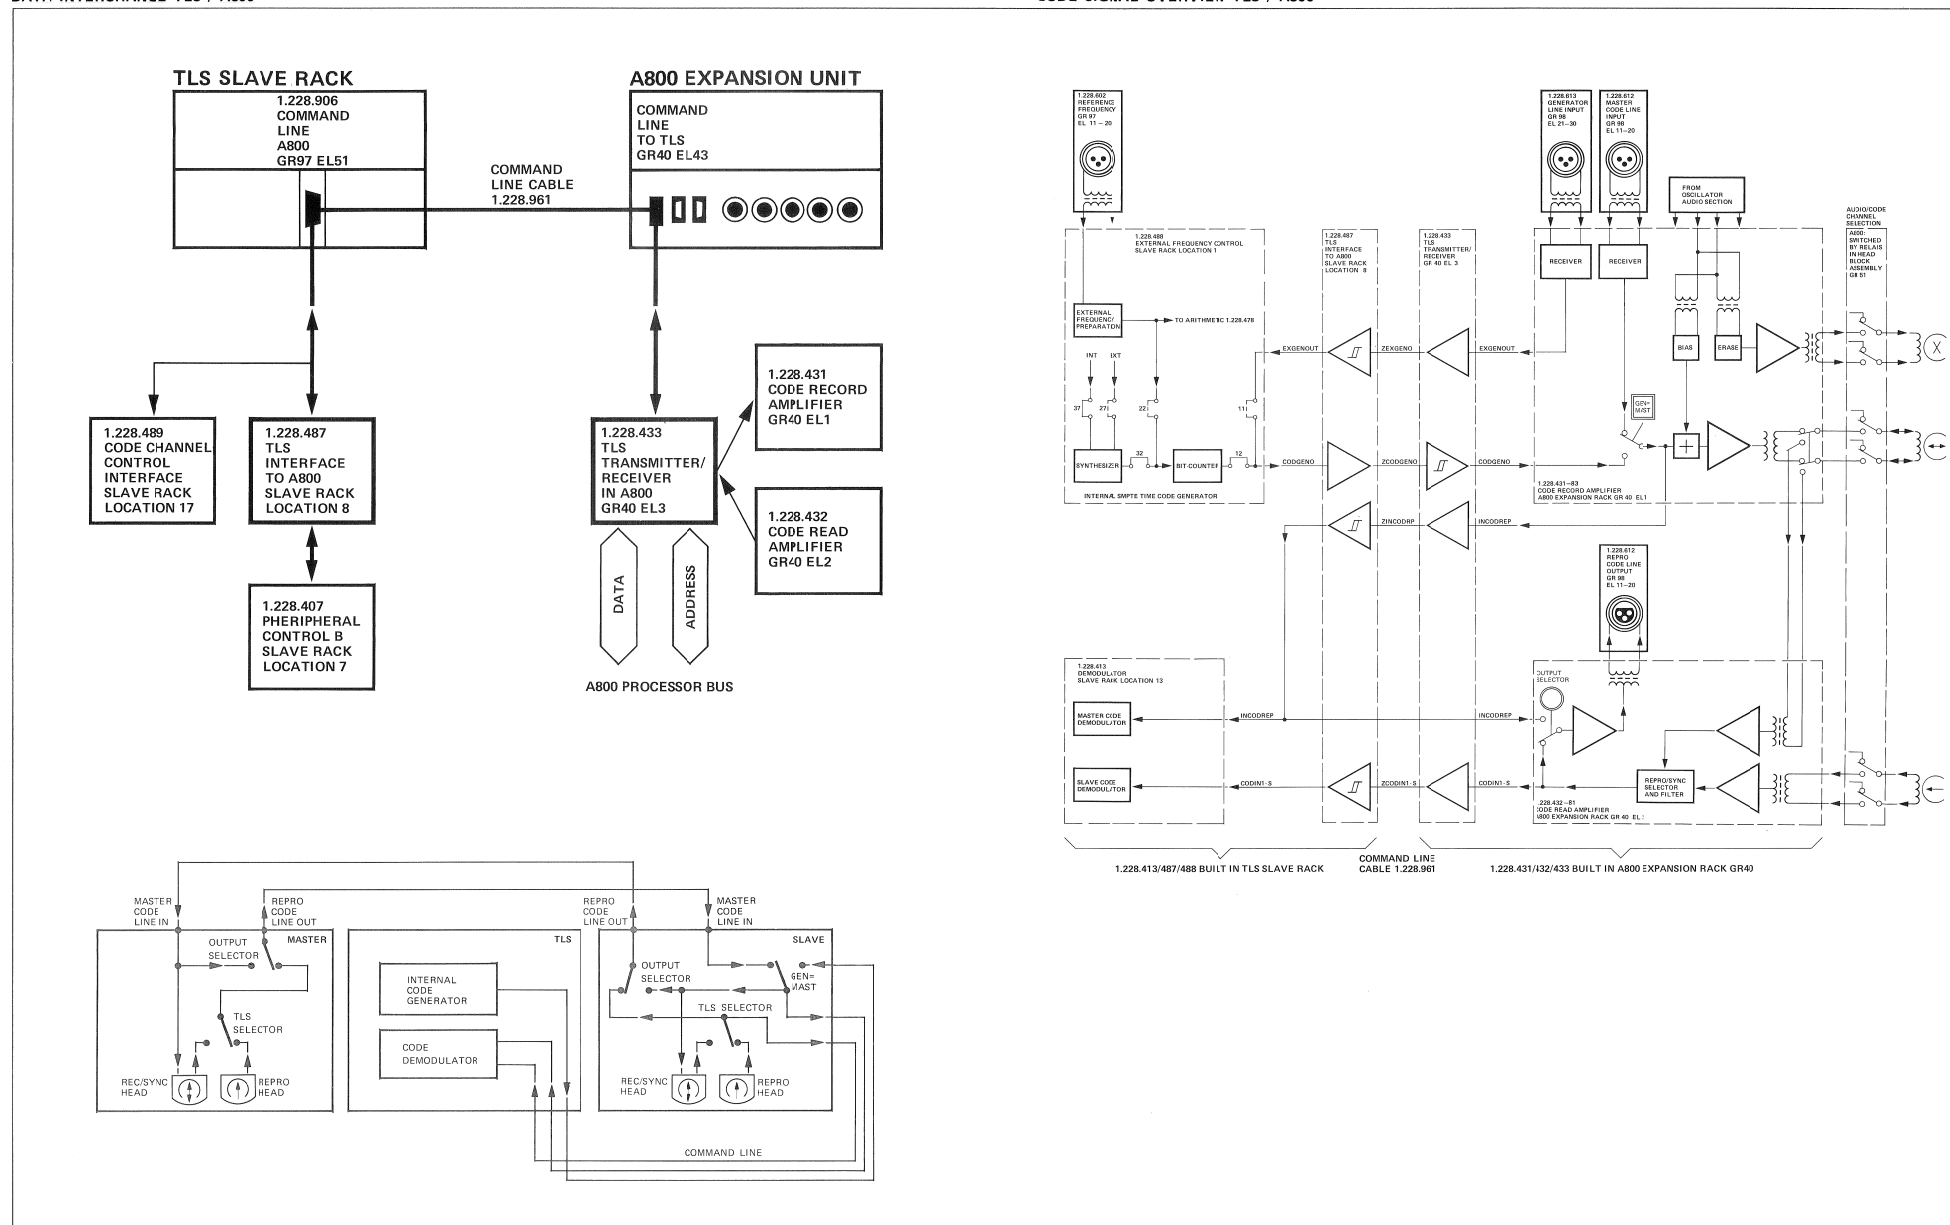 TLS SLAVE RACK
1.228.906
COMMAND
LINE
A800
GR97 EL51
COMMAND
LINE CABLE
1.228.961
A800 EXPANSION UNIT
COMMAND
LINE
TO TLS
GR40 EL43
1.228.489
CODE CHANNEL
CONTROL
INTERFACE
SLAVE RACK
LOCATION 17
1.228.487
TLS
INTERFACE
TO A800
SLAVE RACK
LOCATION 8
1.228.407
PHERIPHERAL
CONTROL B
SLAVE RACK
LOCATION 7
1.228.433
TLS
TRANSMITTER/
RECEIVER
IN A800
GR40 EL3
1.228.431
CODE RECORD
AMPLIFIER
GR40 EL1
1.228.432
CODE READ
AMPLIFIER
GR40 EL2
DATA
ADDRESS
A800 PROCESSOR BUS
MASTER
CODE
LINE IN
REPRO
CODE
LINE OUT
MASTER
OUTPUT
SELECTOR
TLS
SELECTOR
REC/SYNC
HEAD
REPRO
HEAD
TLS
INTERNAL
CODE
GENERATOR
CODE
DEMODULATOR
REPRO
CODE
LINE OUT
MASTER
CODE
LINE IN
SLAVE
OUTPUT
SELECTOR
GEN=
MAST
TLS SELECTOR
REC/SYNC
HEAD
REPRO
HEAD
COMMAND LINE
1.228.602
REFERENCE
FREQUENCY
GR 97
EL 11-20
1.228.613
GENERATOR
LINE INPUT
GR 98
EL 21-30
1.228.612
MASTER
CODE LINE
INPUT
GR 98
EL 11-20
FROM
OSCILLATOR
AUDIO SECTION
AUDIO/CODE
CHANNEL
SELECTION
A800:
SWITCHED
BY RELAIS
IN HEAD
BLOCK
ASSEMBLY
GR 51
1.228.488
EXTERNAL FREQUENCY CONTROL
SLAVE RACK LOCATION 1
1.228.487
TLS
INTERFACE
TO A800
SLAVE RACK
LOCATION 8
1.228.433
TLS
TRANSMITTER/
RECEIVER
GR 40 EL 3
RECEIVER
RECEIVER
EXTERNAL
FREQUENCY
PREPARATION
TO ARITHMETIC 1.228.478
BIAS
ERASE
INT
EXT
EXGENOUT
ZEXGENO
EXGENOUT
37
27
22
11
GEN=
MAST
SYNTHESIZER
32
BIT-COUNTER
12
CODGENO
ZCODGENO
CODGENO
INTERNAL SMPTE TIME CODE GENERATOR
1.228.431-83
CODE RECORD AMPLIFIER
A800 EXPANSION RACK GR 40 EL1
ZINCODRP
INCODREP
1.228.612
REPRO
CODE LINE
OUTPUT
GR 98
EL 11-20
1.228.413
DEMODULATOR
SLAVE RACK LOCATION 13
OUTPUT
SELECTOR
MASTER CODE
DEMODULATOR
INCODREP
INCODREP
SLAVE CODE
DEMODULATOR
CODIN1-S
ZCODIN1-S
CODIN1-S
REPRO/SYNC
SELECTOR
AND FILTER
1.228.432-81
CODE READ AMPLIFIER
A800 EXPANSION RACK GR 40 EL
1.228.413/487/488 BUILT IN TLS SLAVE RACK
COMMAND LINE
CABLE 1.228.961
1.228.431/432/433 BUILT IN A800 EXPANSION RACK GR40